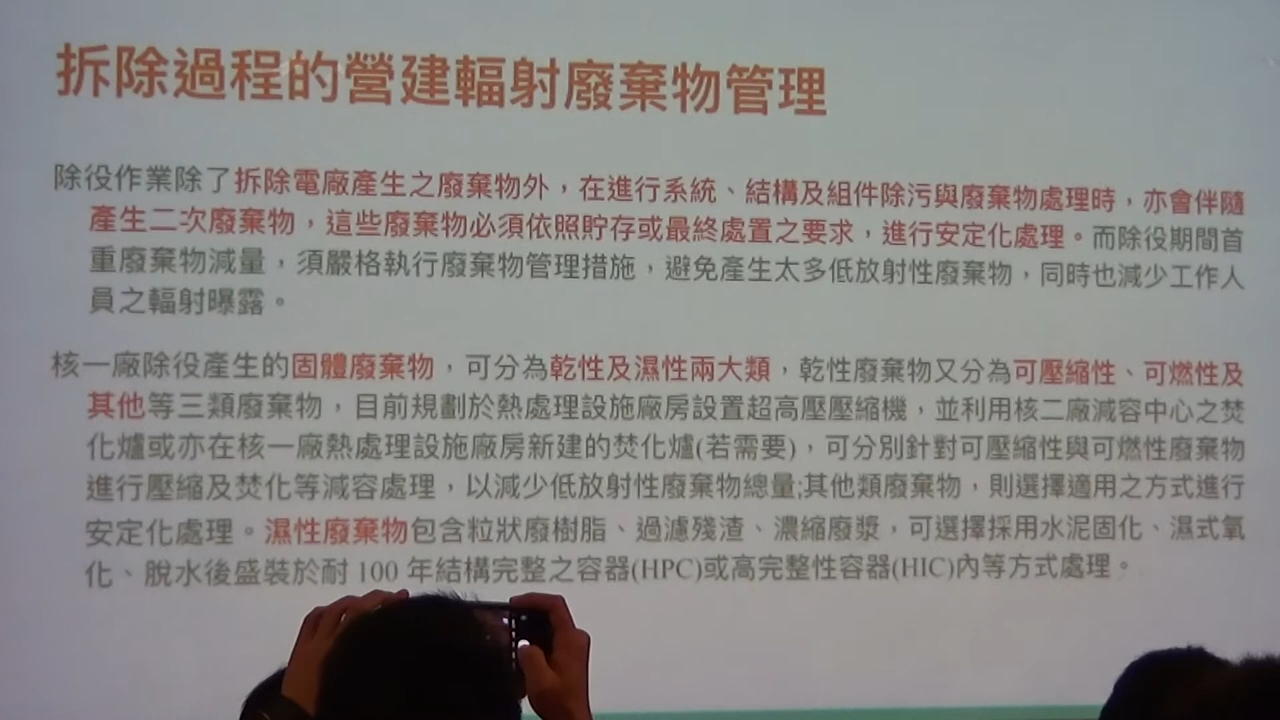 拆除過程的營建輻射廢棄物管理
除役作業除了拆除電廠產生之廢棄物外，在進行系統、結構及組件除污與廢棄物處理時，亦會伴隨
產生二次廢棄物，這些廢棄物必須依照貯存或最終處置之要求，進行安定化處理。而除役期間首
重廢棄物減量，須嚴格執行廢棄物管理措施，避免產生太多低放射性廢棄物，同時也減少工作人
員之輻射曝露。
核一廠除役產生的固體廢棄物，可分為乾性及濕性兩大類，乾性廢棄物又分為可壓縮性、可燃性及
其他等三類廢棄物，目前規劃於熱處理設施廠房設置超高壓壓縮機，並利用核二廠減容中心之焚
化爐或亦在核一廠熱處理設施廠房新建的焚化爐(若需要)，可分別針對可壓縮性與可燃性廢棄物
進行壓縮及焚化等減容處理，以減少低放射性廢棄物總量;其他類廢棄物，則選擇適用之方式進行
安定化處理。濕性廢棄物包含粒狀廢樹脂、過濾殘渣、濃縮廢漿，可選擇採用水泥固化、濕式氧
化、脫水後盛裝於耐 100 年結構完整之容器(HPC)或高完整性容器(HIC)內等方式處理。